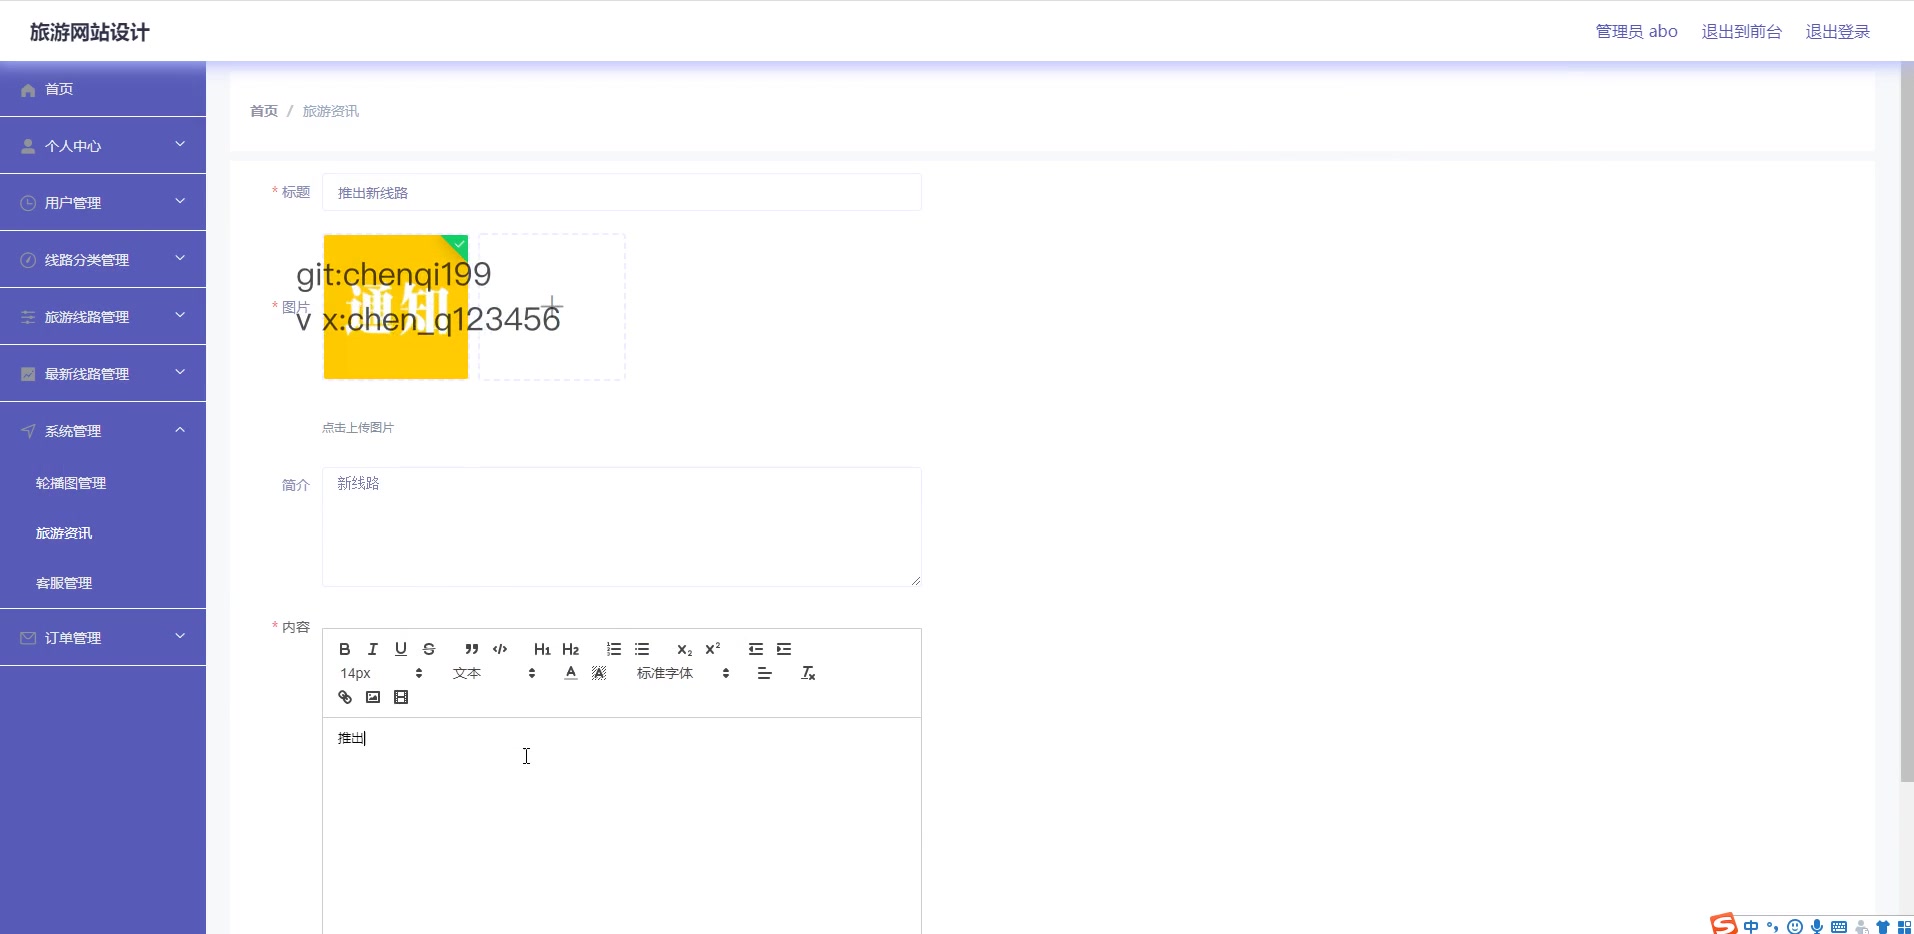 旅游网站设计
管理员 abo
退出到前台
退出登录
首页
个人中心
用户管理
线路分类管理
旅游线路管理
最新线路管理
系统管理
轮播图管理
旅游资讯
客服管理
订单管理
首页 / 旅游资讯
* 标题
推出新线路
* 图片
通知
git:chenqi199
v x:chen_q123456
点击上传图片
简介
新线路
* 内容
B I U S H1 H2 X2 X2
14px 文本 A A 标准字体 Tx
推出
S 中